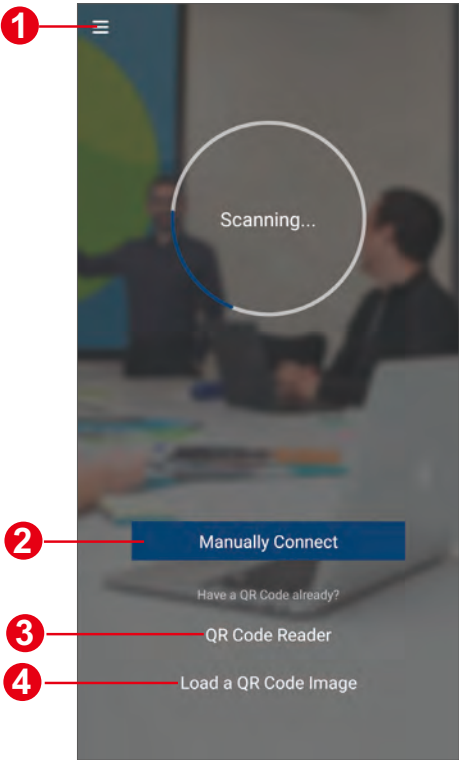 1
Scanning...
2
Manually Connect
Have a QR Code already?
3
QR Code Reader
4
Load a QR Code Image